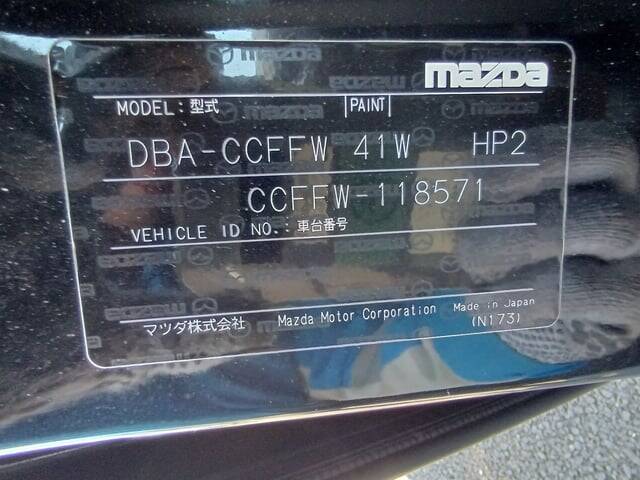 mazda
MODEL: 型式 PAINT
DBA-CCFFW 41W HP2
CCFFW-118571
VEHICLE ID NO.: 車台番号
マツダ株式会社 Mazda Motor Corporation Made in Japan
(N173)